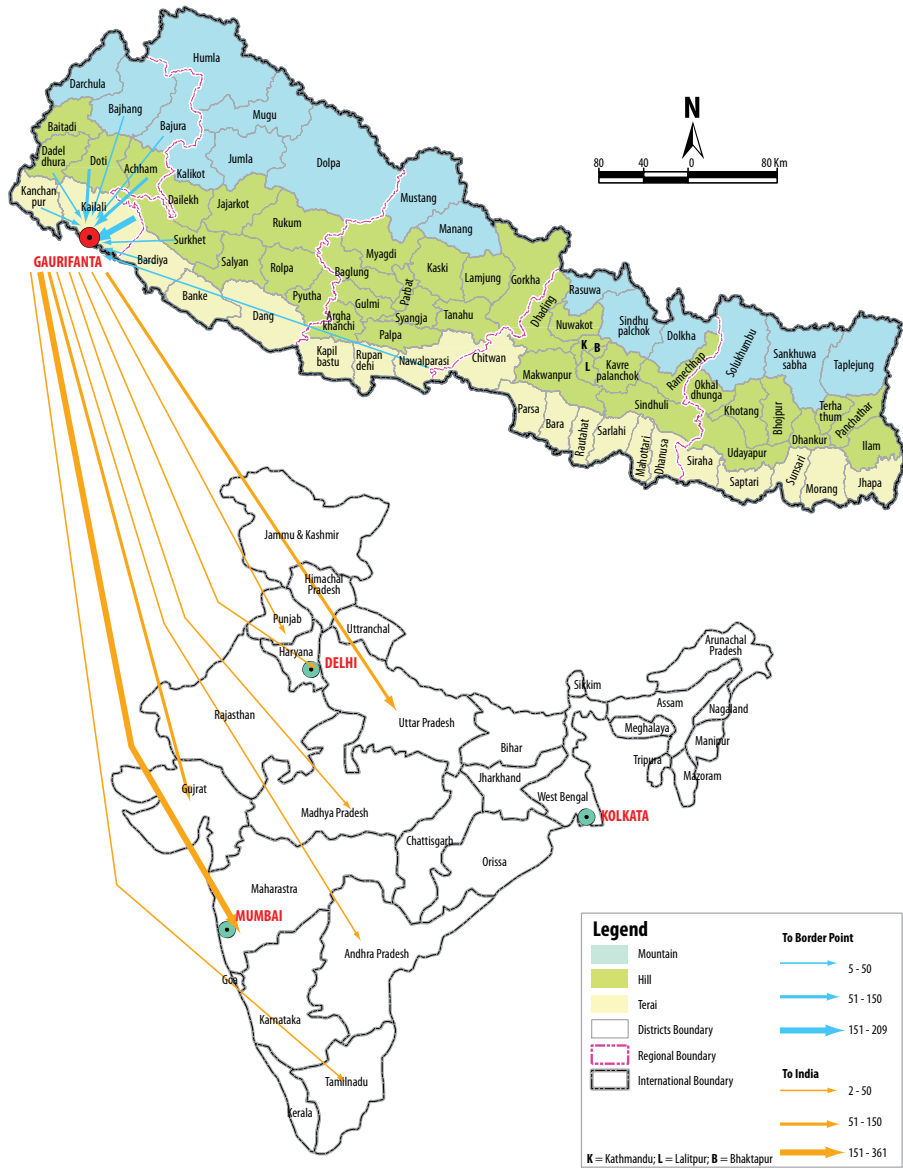 Humla
Darchula
Bajhang
Mugu
N
Baitadi
Bajura
Dadel
dhura
Doti
Achham
Jumla
Dolpa
80 40 0 80 Km
Kalikot
Kanchan
pur
Kailali
Dailekh
Jajarkot
Mustang
Rukum
Manang
Surkhet
GAURIFANTA
Bardiya
Salyan
Rolpa
Myagdi
Baglung
Kaski
Lamjung
Gorkha
Parbat
Rasuwa
Banke
Pyutha
Gulmi
Dang
Argha
khanchi
Syangja
Tanahu
Dhading
Nuwakot
Sindhu
palchok
Dolkha
Solukhumbu
Sankhuwa
sabha
Taplejung
Palpa
K
B
L
Kapil
bastu
Rupan
dehi
Nawalparasi
Chitwan
Makwanpur
Kavre
palanchok
Ramechhap
Okhal
dhunga
Khotang
Bhojpur
Terha
thum
Panchathar
Sindhuli
Parsa
Bara
Rautahat
Sarlahi
Mahottari
Dhanusa
Siraha
Udayapur
Dhankur
Ilam
Saptari
Sunsari
Morang
Jhapa
Jammu & Kashmir
Himachal
Pradesh
Punjab
Uttranchal
Haryana
DELHI
Arunachal
Pradesh
Sikkim
Assam
Nagaland
Rajasthan
Uttar Pradesh
Meghalaya
Manipur
Bihar
Tripura
Mazoram
Jharkhand
Gujrat
West Bengal
Madhya Pradesh
KOLKATA
Chattisgarh
Orissa
Maharastra
MUMBAI
Andhra Pradesh
Goa
Karnataka
Tamilnadu
Kerala
Legend
Mountain
Hill
Terai
Districts Boundary
Regional Boundary
International Boundary
K = Kathmandu; L = Lalitpur; B = Bhaktapur
To Border Point
5 - 50
51 - 150
151 - 209
To India
2 - 50
51 - 150
151 - 361